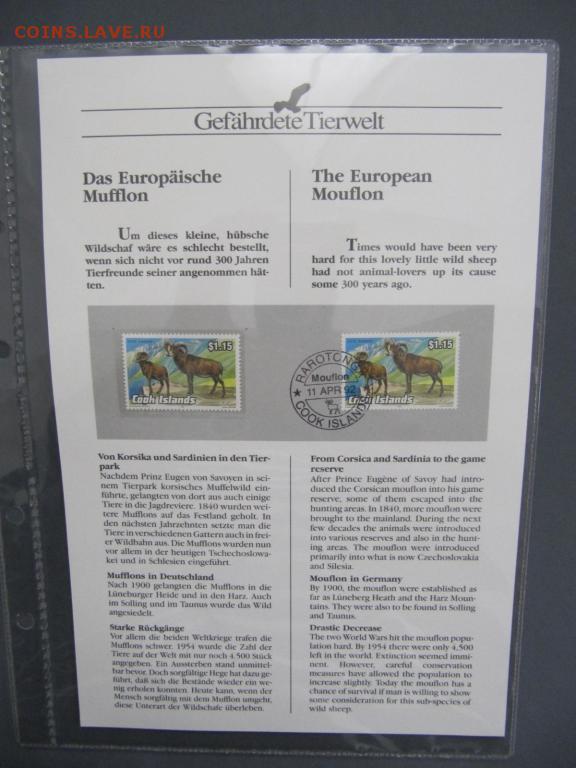 COINS.LAVE.RU
Gefährdete Tierwelt
Das Europäische
Mufflon
Um dieses kleine, hübsche
Wildschaf wäre es schlecht bestellt,
wenn sich nicht vor rund 300 Jahren
Tierfreunde seiner angenommen hät-
ten.
The European
Mouflon
Times would have been very
hard for this lovely little wild sheep
had not animal-lovers up its cause
some 300 years ago.
$1.15
Cook Islands
$1.15
Cook Islands
RAROTONGA
Mouflon
11 APR 92
COOK ISLANDS
Von Korsika und Sardinien in den Tier-
park
Nachdem Prinz Eugen von Savoyen in sei-
nem Tierpark korsisches Muffelwild ein-
führte, gelangten von dort aus auch einige
Tiere in die Jagdreviere. 1840 wurden wei-
tere Mufflons auf das Festland geholt. In
den nächsten Jahrzehnten setzte man die
Tiere in verschiedenen Gattern auch in frei-
er Wildbahn aus. Die Mufflons wurden nun
vor allem in der heutigen Tschechoslowa-
kei und in Schlesien eingeführt.
Mufflons in Deutschland
Nach 1900 gelangten die Mufflons in die
Lüneburger Heide und in den Harz. Auch
im Solling und im Taunus wurde das Wild
angesiedelt.
Starke Rückgänge
Vor allem die beiden Weltkriege trafen die
Mufflons schwer. 1954 wurde die Zahl der
Tiere auf der Welt mit nur noch 4.500 Stück
angegeben. Ein Aussterben stand unmittel-
bar bevor. Doch sorgfältige Hege hat dazu ge-
führt, daß sich die Bestände wieder ein we-
nig erholen konnten. Heute kann, wenn der
Mensch sorgfältig mit dem Mufflon umgeht,
diese Unterart der Wildschafe überleben.
From Corsica and Sardinia to the game
reserve
After Prince Eugène of Savoy had intro-
duced the Corsican mouflon into his game
reserve, some of them escaped into the
hunting areas. In 1840, more mouflon were
brought to the mainland. During the next
few decades the animals were introduced
into various reserves and also in the hunt-
ing areas. The mouflon were introduced
primarily into what is now Czechoslovakia
and Silesia.
Mouflon in Germany
By 1900, the mouflon were established as
far as Lüneberg Heath and the Harz Moun-
tains. They were also to be found in Solling
and Taunus.
Drastic Decrease
The two World Wars hit the mouflon popu-
lation hard. By 1954 there were only 4,500
left in the world. Extinction seemed immi-
nent. However, careful conservation
measures have allowed the population to
increase slightly. Today the mouflon has a
chance of survival if man is willing to show
some consideration for this sub-species of
wild sheep.